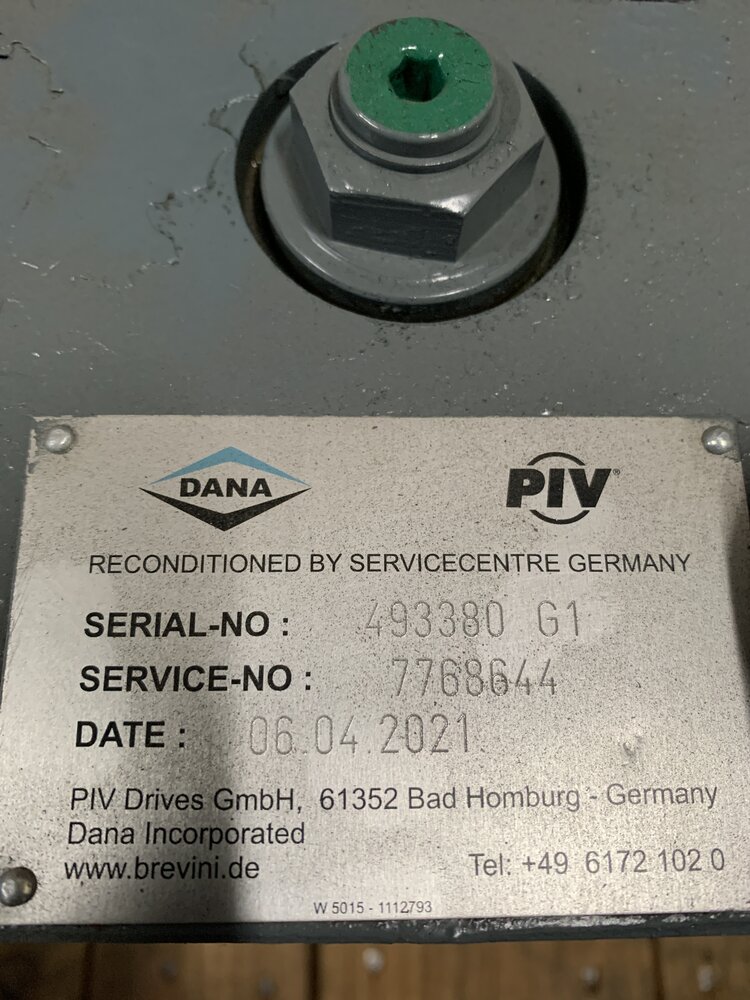 DANA
PIV®
RECONDITIONED BY SERVICECENTRE GERMANY
SERIAL-NO : 493380 G1
SERVICE-NO : 7768644
DATE : 06.04.2021
PIV Drives GmbH, 61352 Bad Homburg - Germany
Dana Incorporated
www.brevini.de Tel: +49 6172 102 0
W 5015 - 1112793